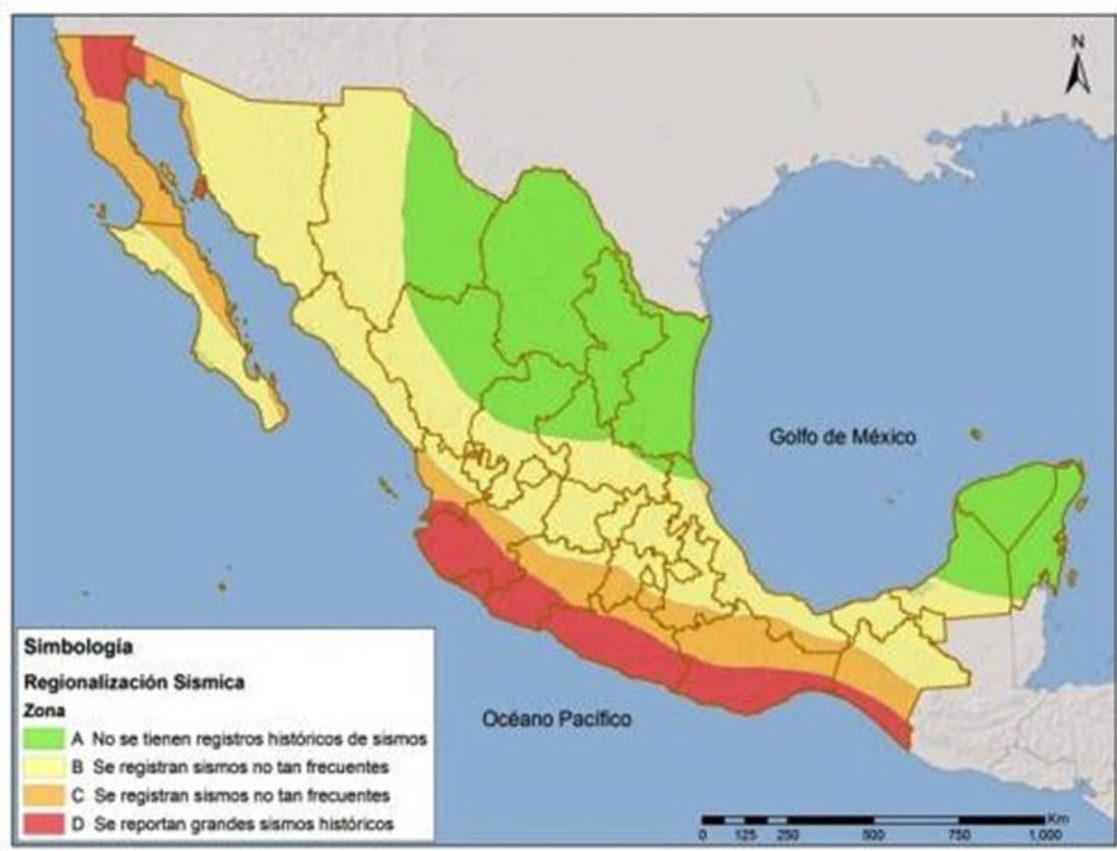 N
Golfo de México
Océano Pacífico
Simbología
Regionalización Sísmica
Zona
A No se tienen registros históricos de sismos
B Se registran sismos no tan frecuentes
C Se registran sismos no tan frecuentes
D Se reportan grandes sismos históricos
Km
0 125 250 500 750 1,000